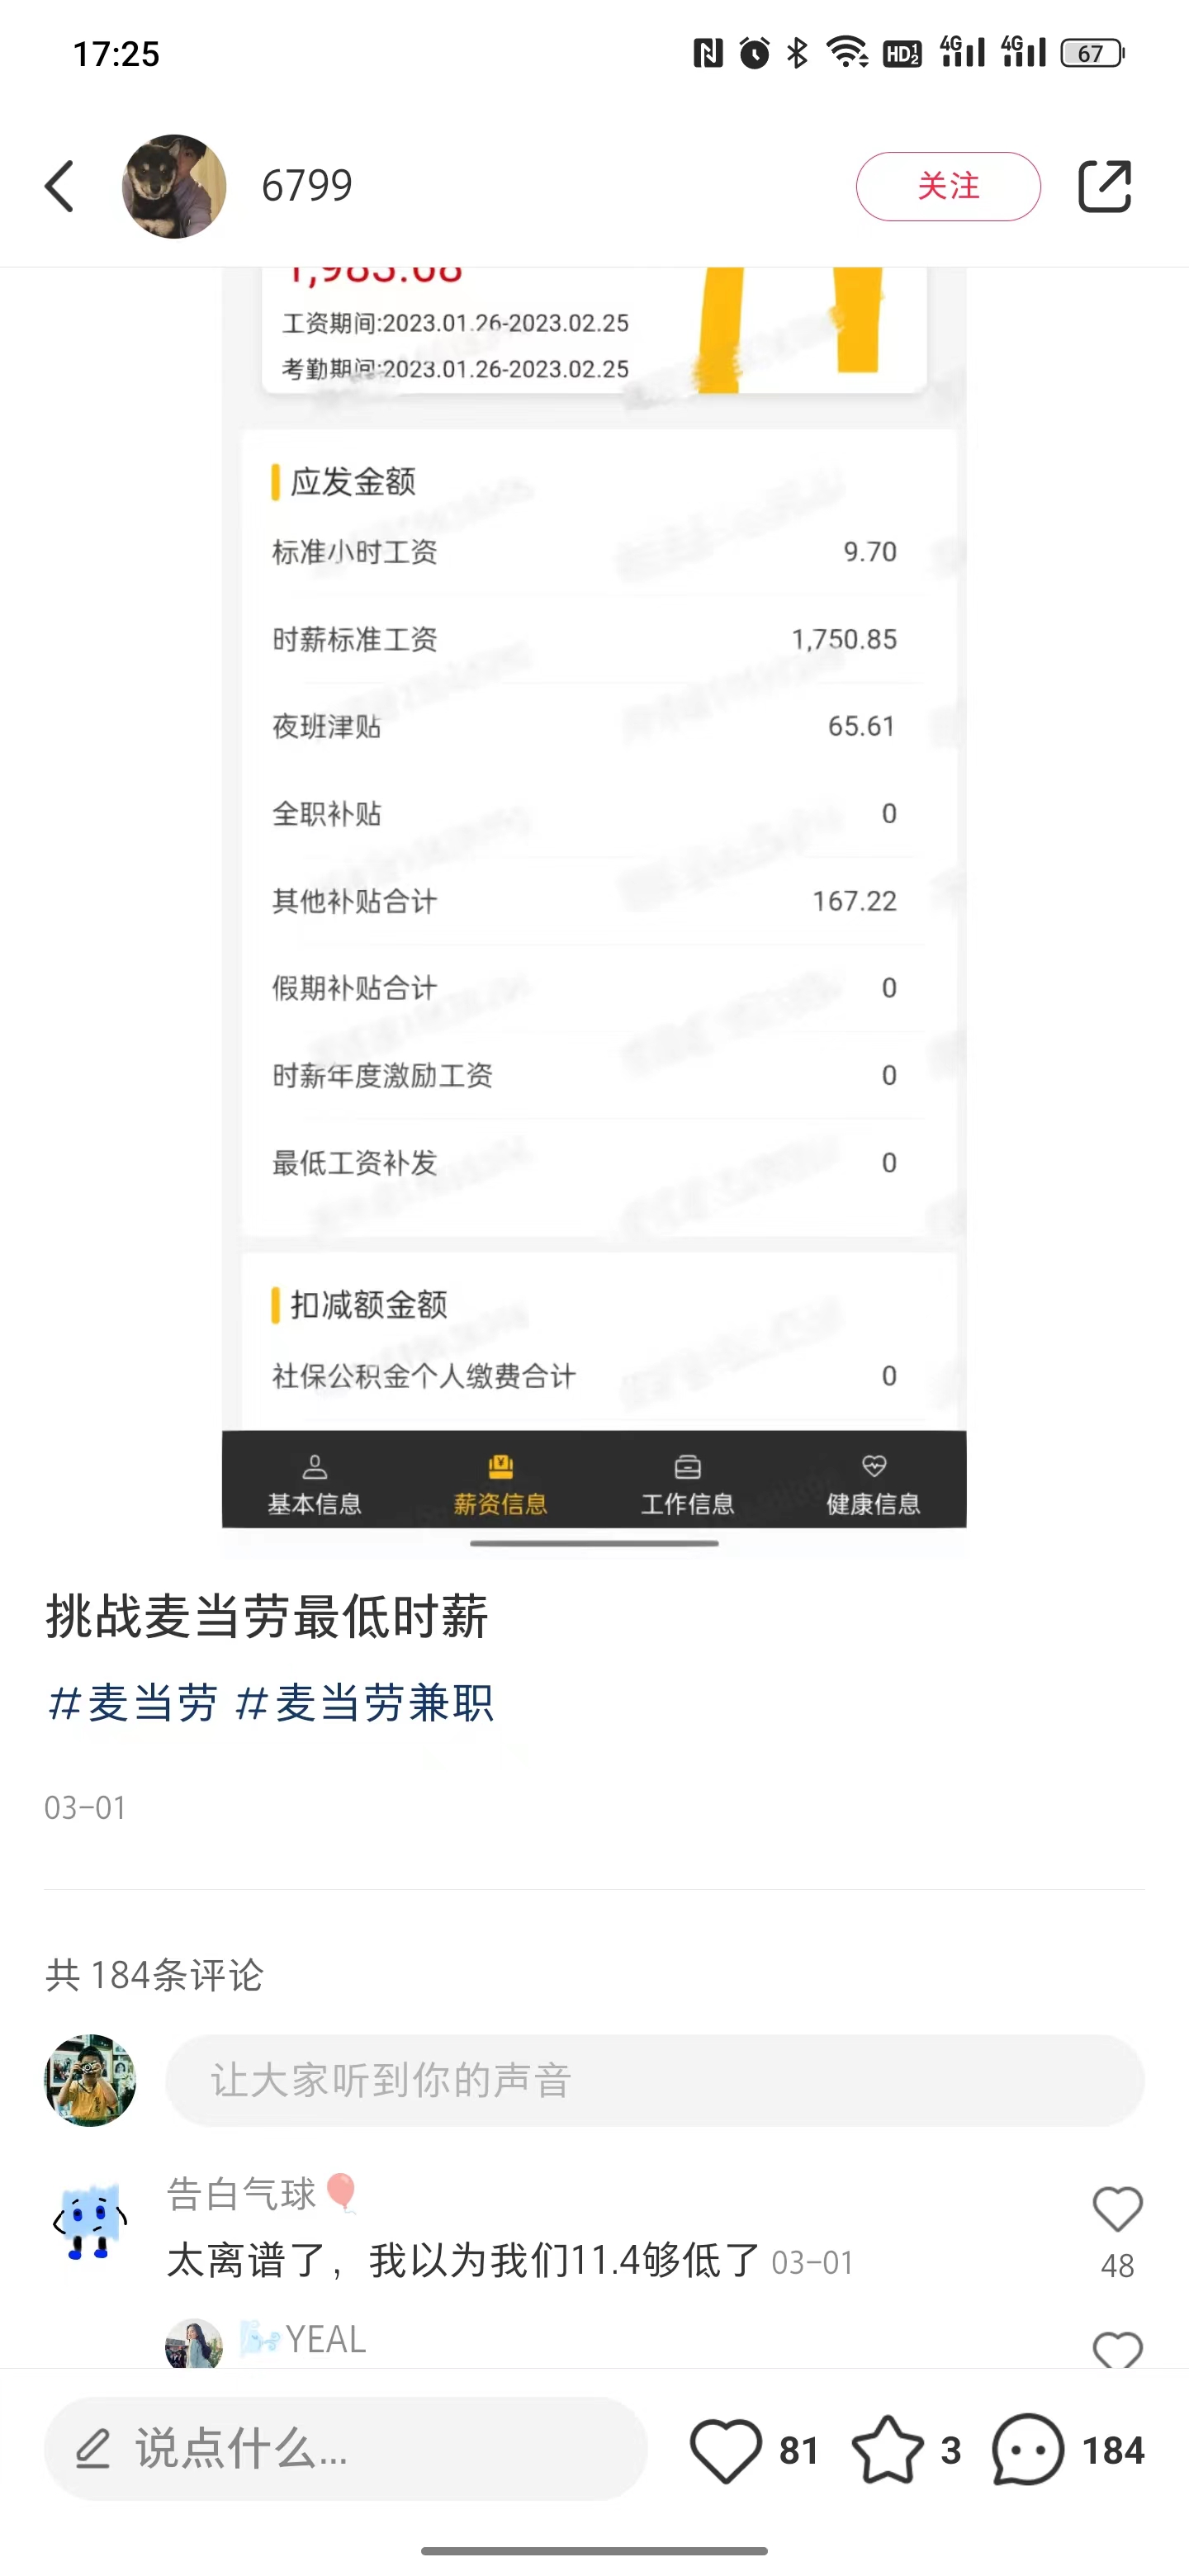 17:25
HD 1 2
4G
4G
67
6799
关注
工资期间:2023.01.26-2023.02.25
考勤期间:2023.01.26-2023.02.25
应发金额
标准小时工资 9.70
时薪标准工资 1,750.85
夜班津贴 65.61
全职补贴 0
其他补贴合计 167.22
假期补贴合计 0
时薪年度激励工资 0
最低工资补发 0
扣减额金额
社保公积金个人缴费合计 0
基本信息 薪资信息 工作信息 健康信息
挑战麦当劳最低时薪
#麦当劳 #麦当劳兼职
03-01
共 184条评论
让大家听到你的声音
告白气球🎈
太离谱了，我以为我们11.4够低了 03-01
48
🌬️YEAL
说点什么...
81
3
184